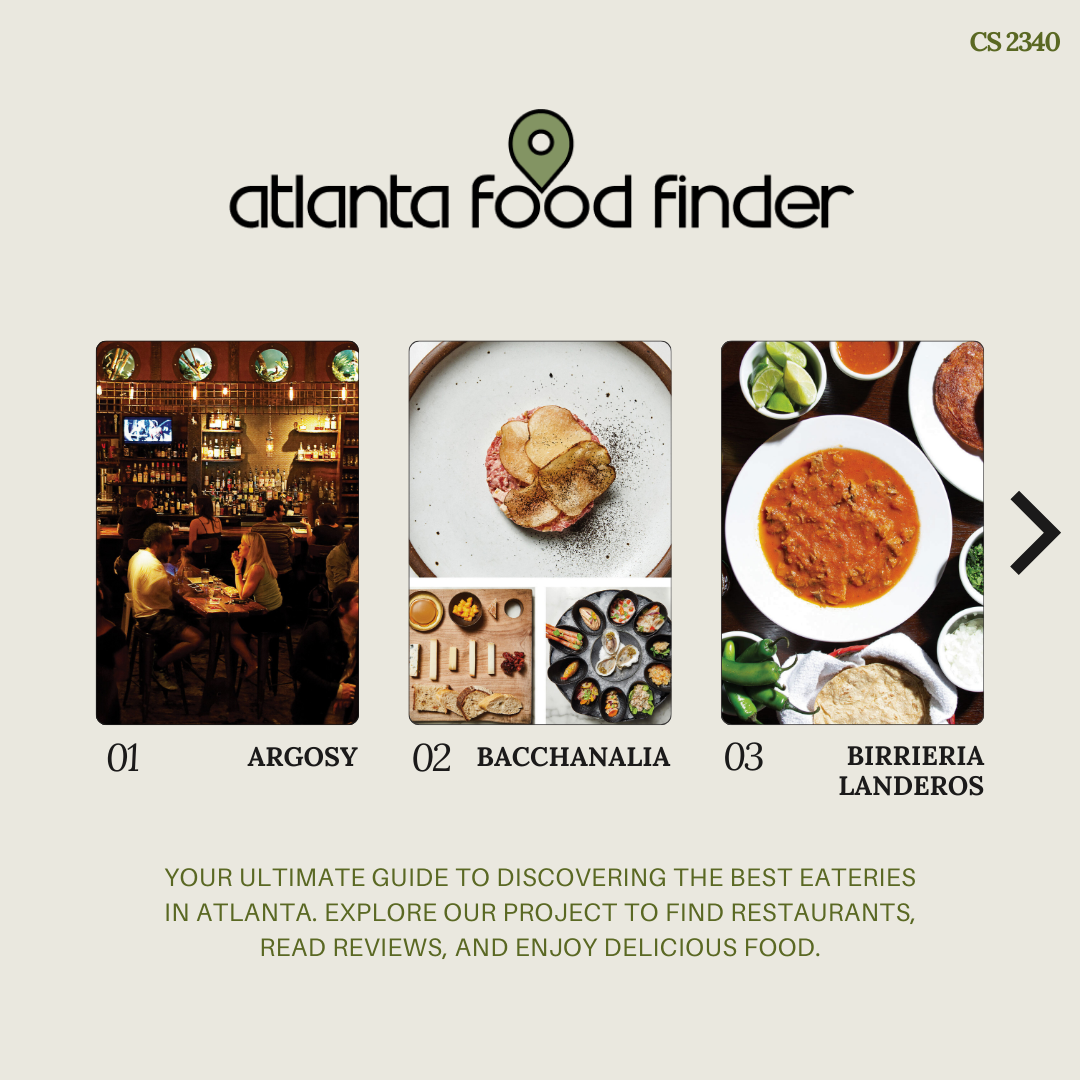 CS 2340
atlanta food finder
01 ARGOSY
02 BACCHANALIA
03 BIRRIERIA
LANDEROS
YOUR ULTIMATE GUIDE TO DISCOVERING THE BEST EATERIES
IN ATLANTA. EXPLORE OUR PROJECT TO FIND RESTAURANTS,
READ REVIEWS, AND ENJOY DELICIOUS FOOD.